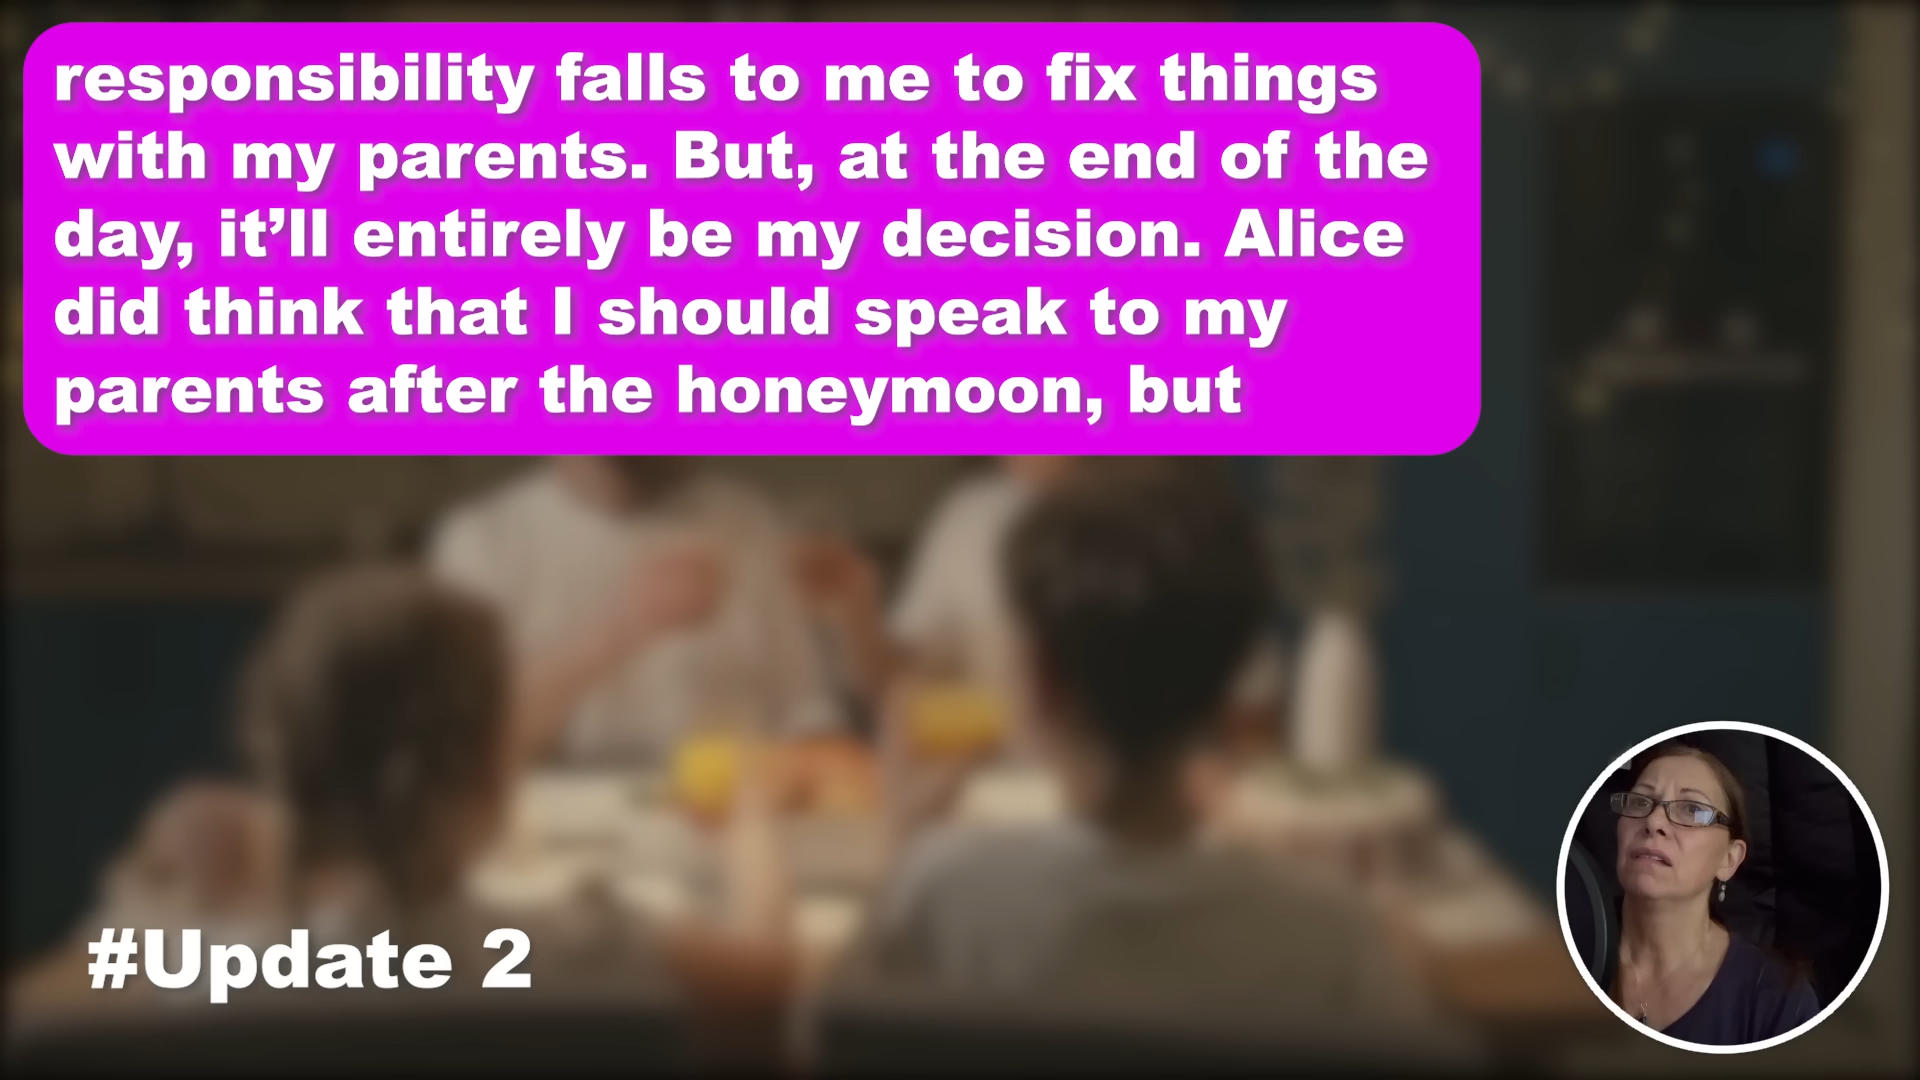 responsibility falls to me to fix things
with my parents. But, at the end of the
day, it’ll entirely be my decision. Alice
did think that I should speak to my
parents after the honeymoon, but
#Update 2